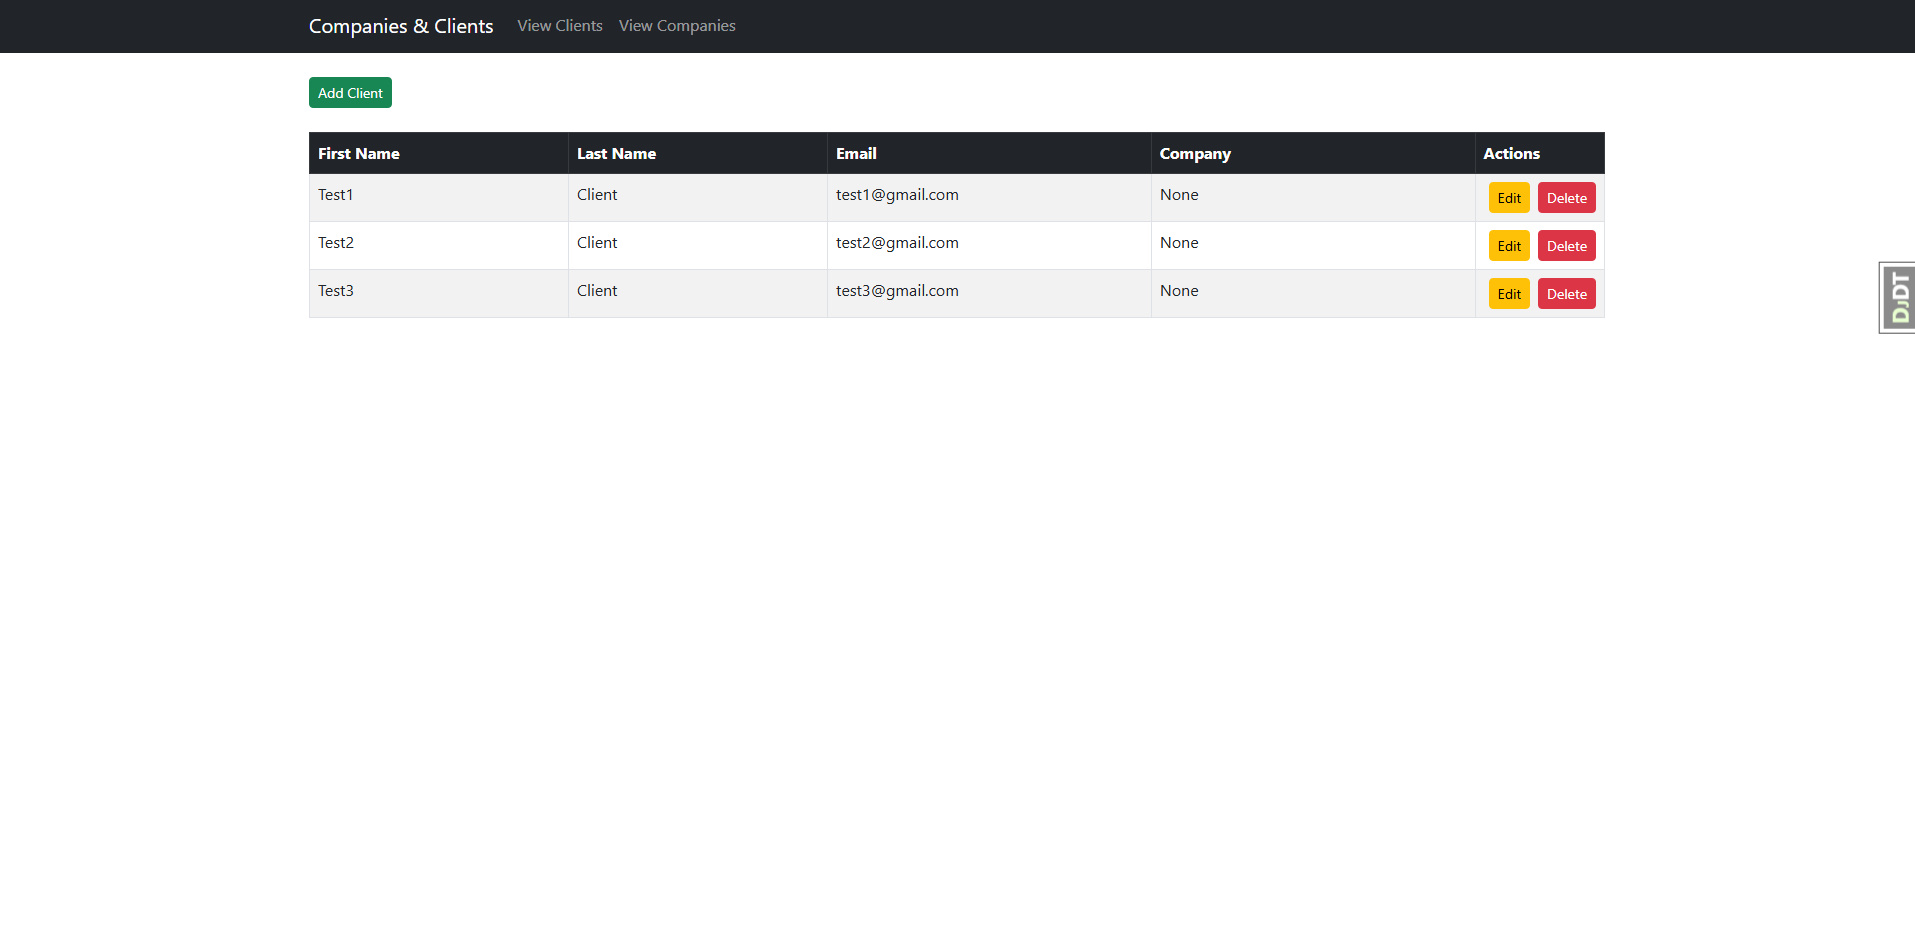 Companies & Clients View Clients View Companies
Add Client
First Name Last Name Email Company Actions
Test1 Client test1@gmail.com None Edit Delete
Test2 Client test2@gmail.com None Edit Delete
Test3 Client test3@gmail.com None Edit Delete
DJDT